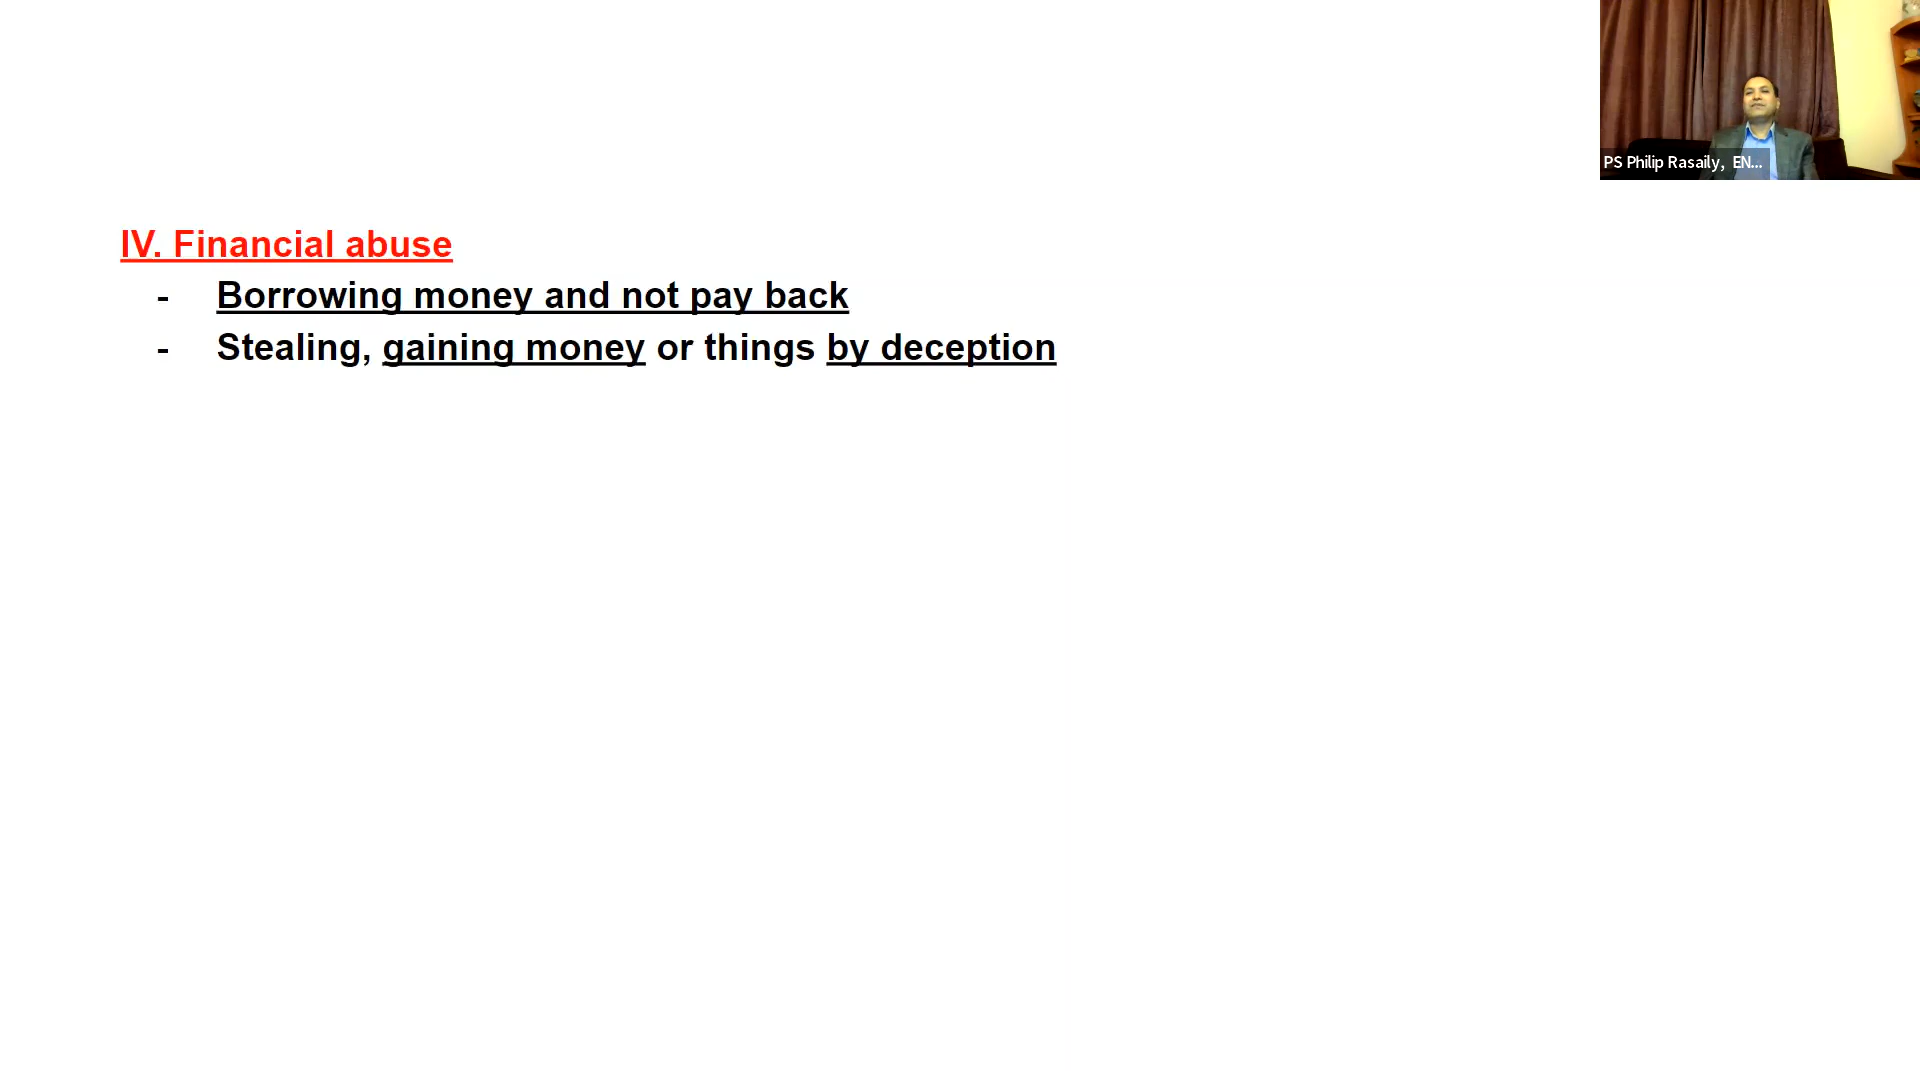 PS Philip Rasaily, EN...
IV. Financial abuse
- Borrowing money and not pay back
- Stealing, gaining money or things by deception